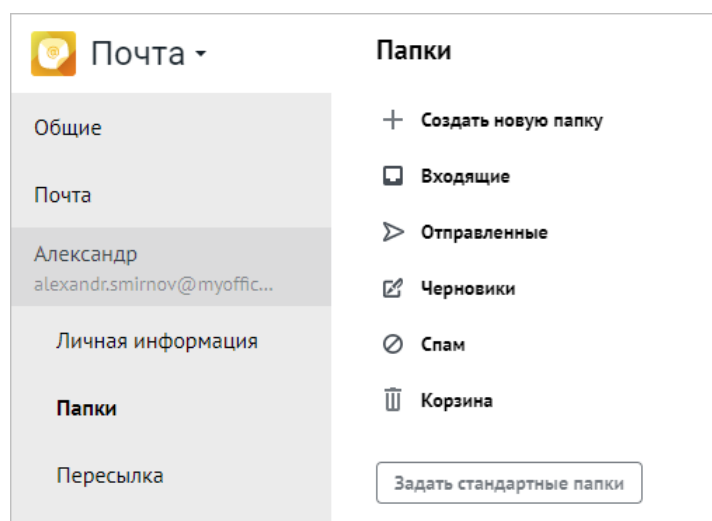 Почта
Общие
Почта
Александр
alexandr.smirnov@myoffic...
Личная информация
Папки
Пересылка
Папки
Создать новую папку
Входящие
Отправленные
Черновики
Спам
Корзина
Задать стандартные папки